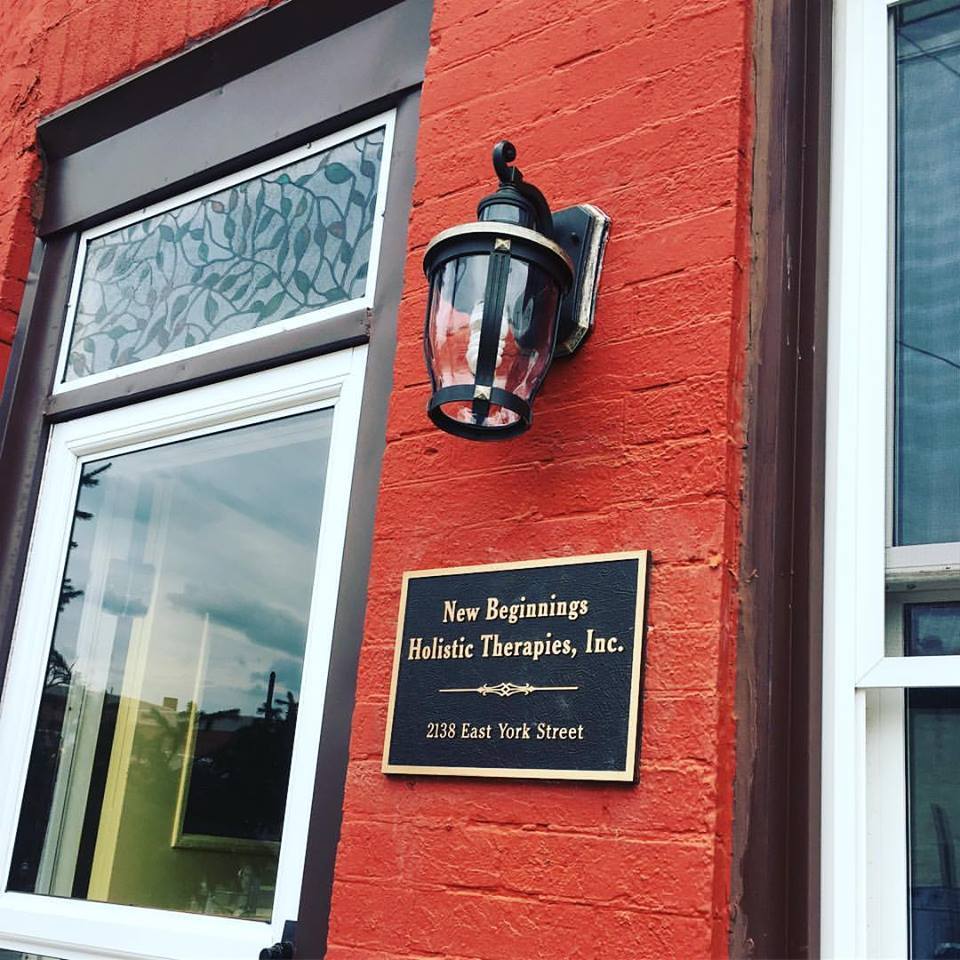 New Beginnings
Holistic Therapies, Inc.
2138 East York Street